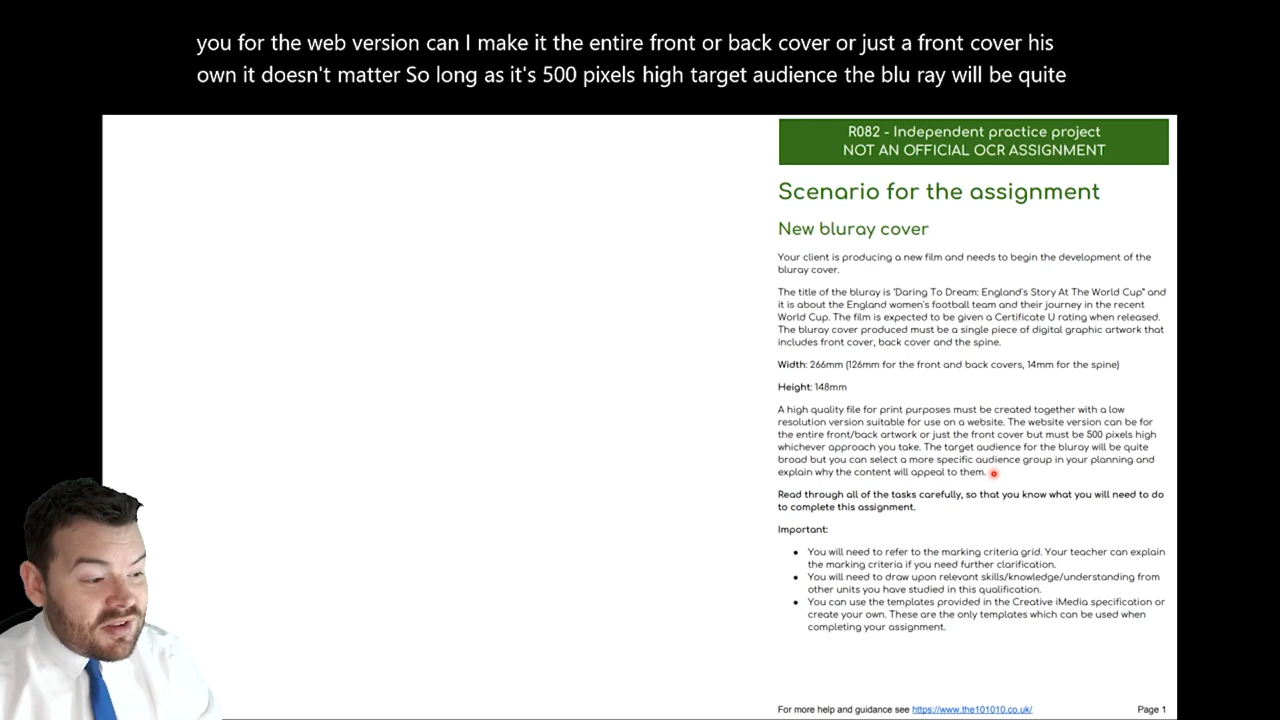 you for the web version can I make it the entire front or back cover or just a front cover his
own it doesn't matter So long as it's 500 pixels high target audience the blu ray will be quite
R082 - Independent practice project
NOT AN OFFICIAL OCR ASSIGNMENT
Scenario for the assignment
New bluray cover
Your client is producing a new film and needs to begin the development of the
bluray cover.
The title of the bluray is "Daring To Dream: England's Story At The World Cup" and
it is about the England women's football team and their journey in the recent
World Cup. The film is expected to be given a Certificate U rating when released.
The bluray cover produced must be a single piece of digital graphic artwork that
includes front cover, back cover and the spine.
Width: 266mm (126mm for the front and back covers, 14mm for the spine)
Height: 148mm
A high quality file for print purposes must be created together with a low
resolution version suitable for use on a website. The website version can be for
the entire front/back artwork or just the front cover but must be 500 pixels high
whichever approach you take. The target audience for the bluray will be quite
broad but you can select a more specific audience group in your planning and
explain why the content will appeal to them.
Read through all of the tasks carefully, so that you know what you will need to do
to complete this assignment.
Important:
• You will need to refer to the marking criteria grid. Your teacher can explain
the marking criteria if you need further clarification.
• You will need to draw upon relevant skills/knowledge/understanding from
other units you have studied in this qualification.
• You can use the templates provided in the Creative iMedia specification or
create your own. These are the only templates which can be used when
completing your assignment.
For more help and guidance see https://www.the101010.co.uk/ Page 1